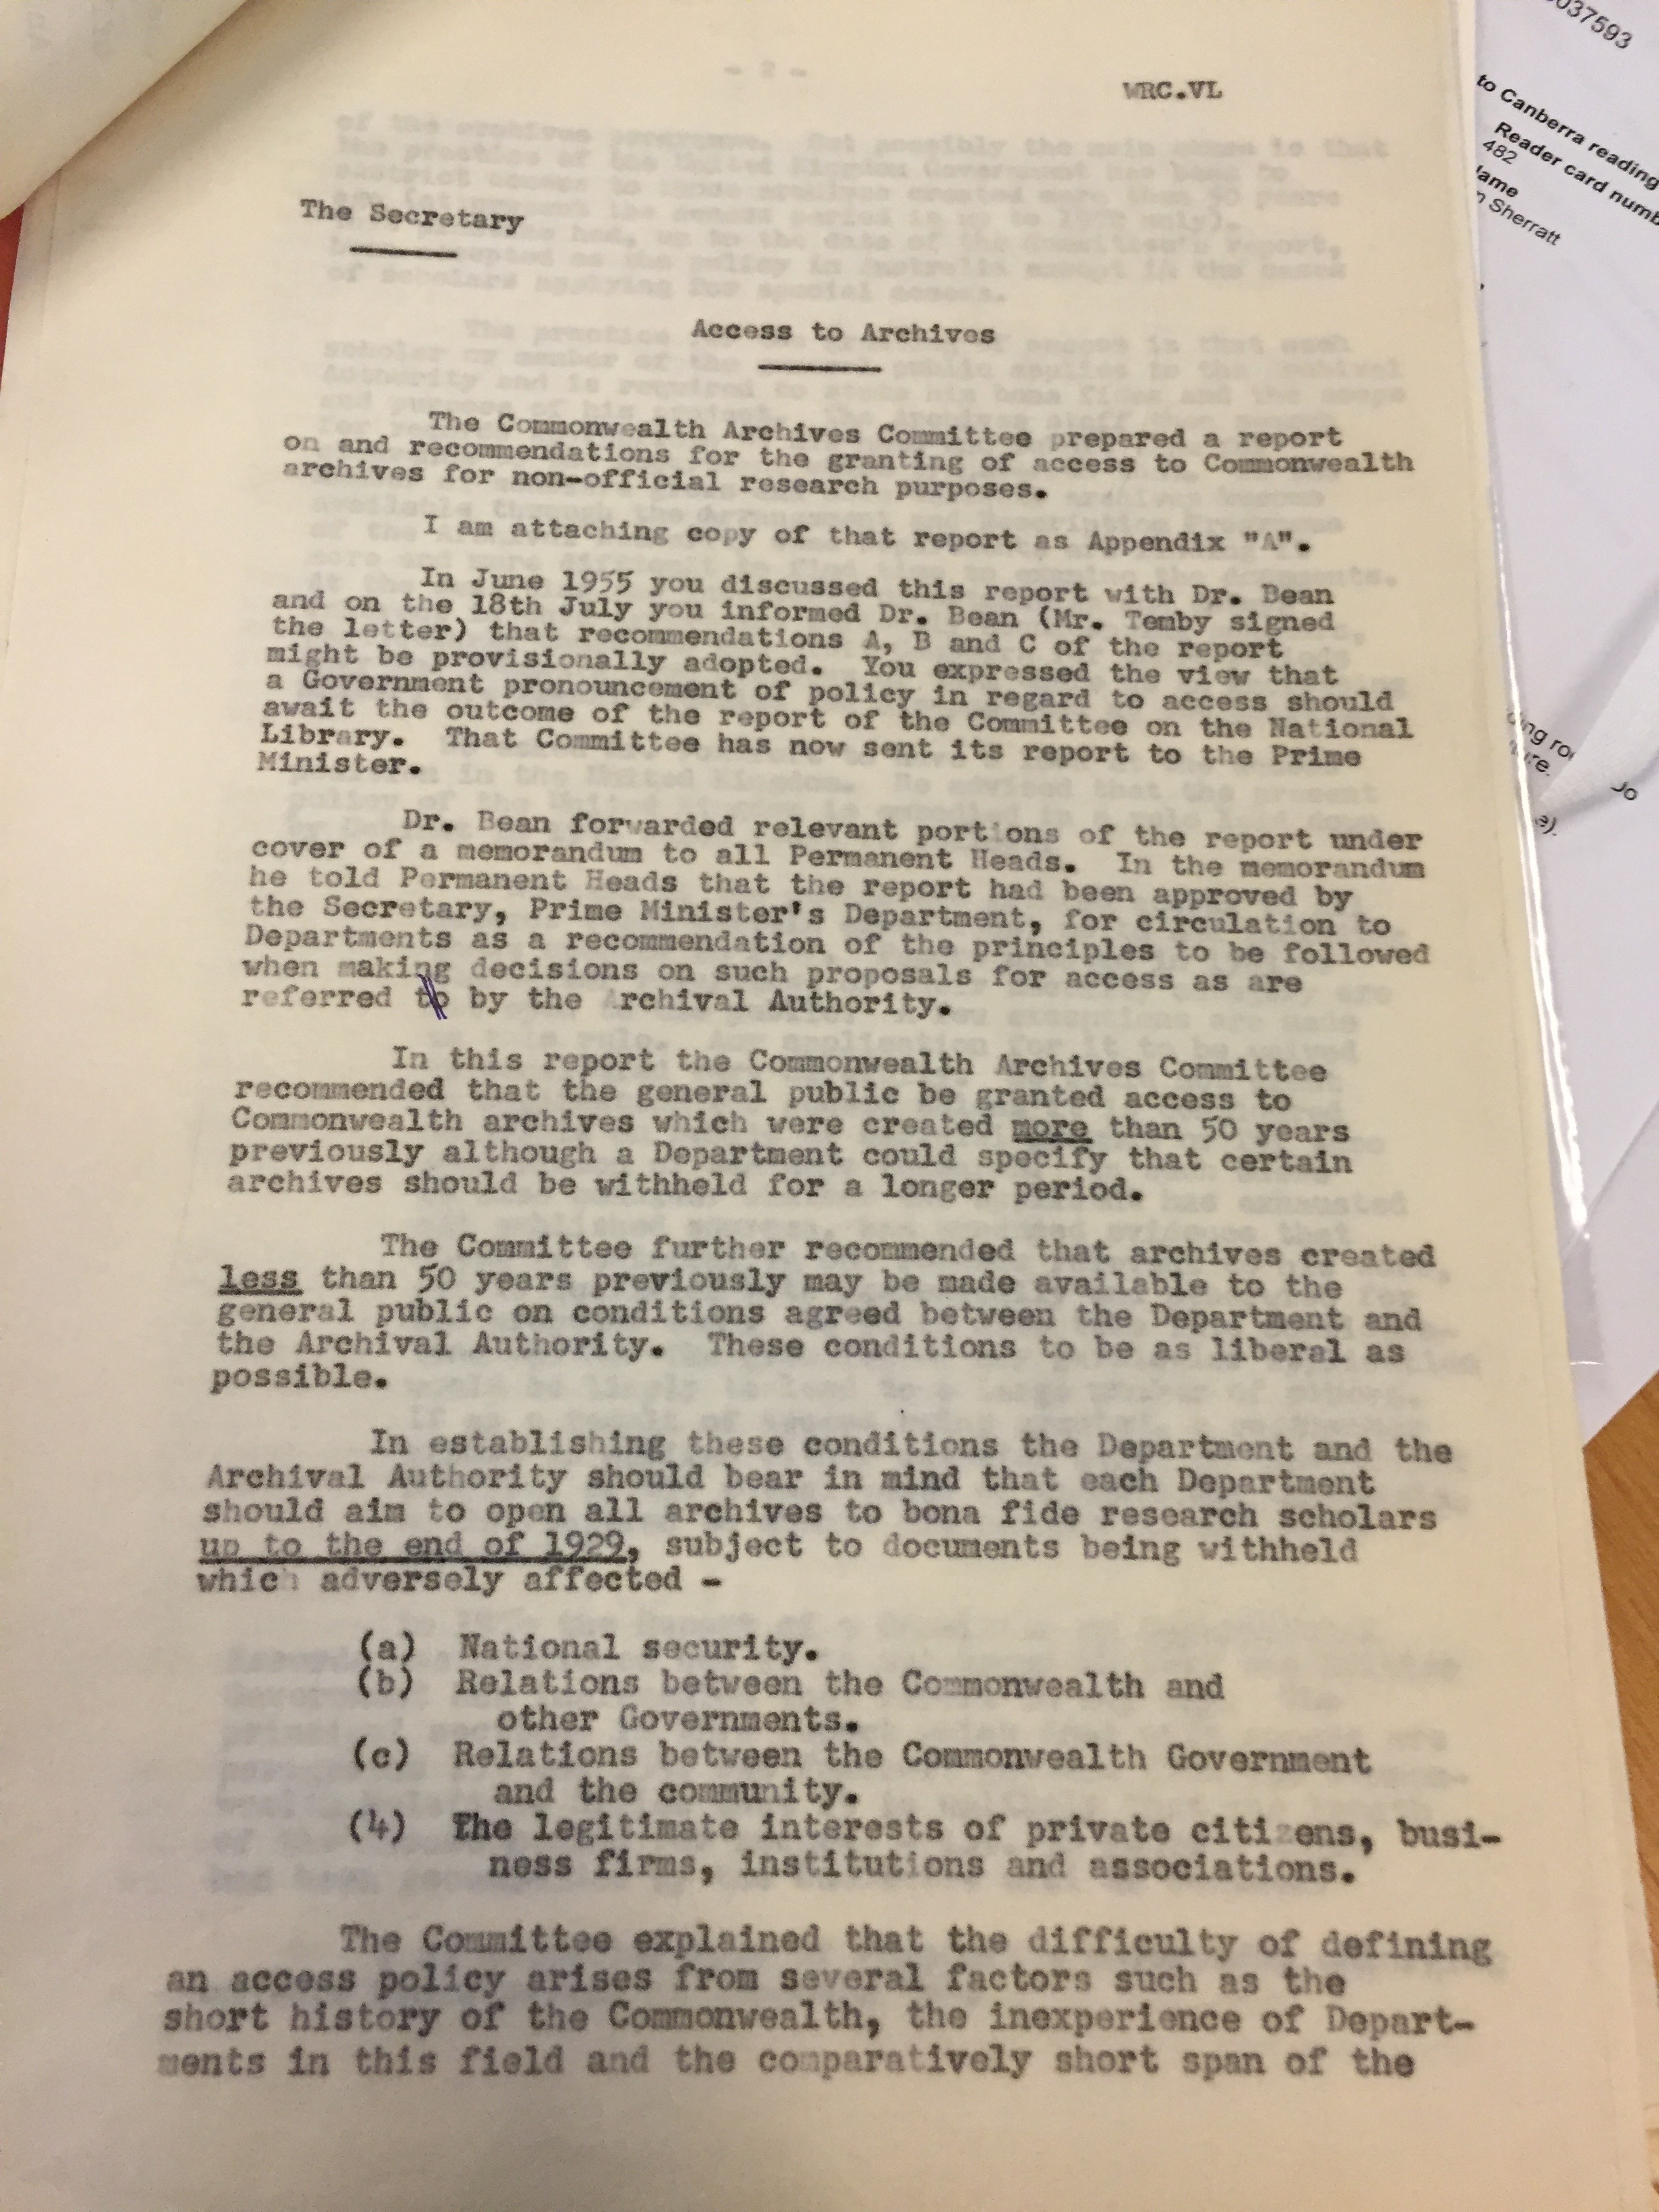 WRC.VL
The Secretary
Access to Archives
The Commonwealth Archives Committee prepared a report
on and recommendations for the granting of access to Commonwealth
archives for non-official research purposes.
I am attaching copy of that report as Appendix "A".
In June 1955 you discussed this report with Dr. Bean
and on the 18th July you informed Dr. Bean (Mr. Temby signed
the letter) that recommendations A, B and C of the report
might be provisionally adopted. You expressed the view that
a Government pronouncement of policy in regard to access should
await the outcome of the report of the Committee on the National
Library. That Committee has now sent its report to the Prime
Minister.
Dr. Bean forwarded relevant portions of the report under
cover of a memorandum to all Permanent Heads. In the memorandum
he told Permanent Heads that the report had been approved by
the Secretary, Prime Minister's Department, for circulation to
Departments as a recommendation of the principles to be followed
when making decisions on such proposals for access as are
referred to by the Archival Authority.
In this report the Commonwealth Archives Committee
recommended that the general public be granted access to
Commonwealth archives which were created more than 50 years
previously although a Department could specify that certain
archives should be withheld for a longer period.
The Committee further recommended that archives created
less than 50 years previously may be made available to the
general public on conditions agreed between the Department and
the Archival Authority. These conditions to be as liberal as
possible.
In establishing these conditions the Department and the
Archival Authority should bear in mind that each Department
should aim to open all archives to bona fide research scholars
up to the end of 1929, subject to documents being withheld
which adversely affected -
(a) National security.
(b) Relations between the Commonwealth and
other Governments.
(c) Relations between the Commonwealth Government
and the community.
(4) The legitimate interests of private citizens, busi-
ness firms, institutions and associations.
The Committee explained that the difficulty of defining
an access policy arises from several factors such as the
short history of the Commonwealth, the inexperience of Depart-
ments in this field and the comparatively short span of the
037593
to Canberra reading
Reader card numb
482
Sherratt